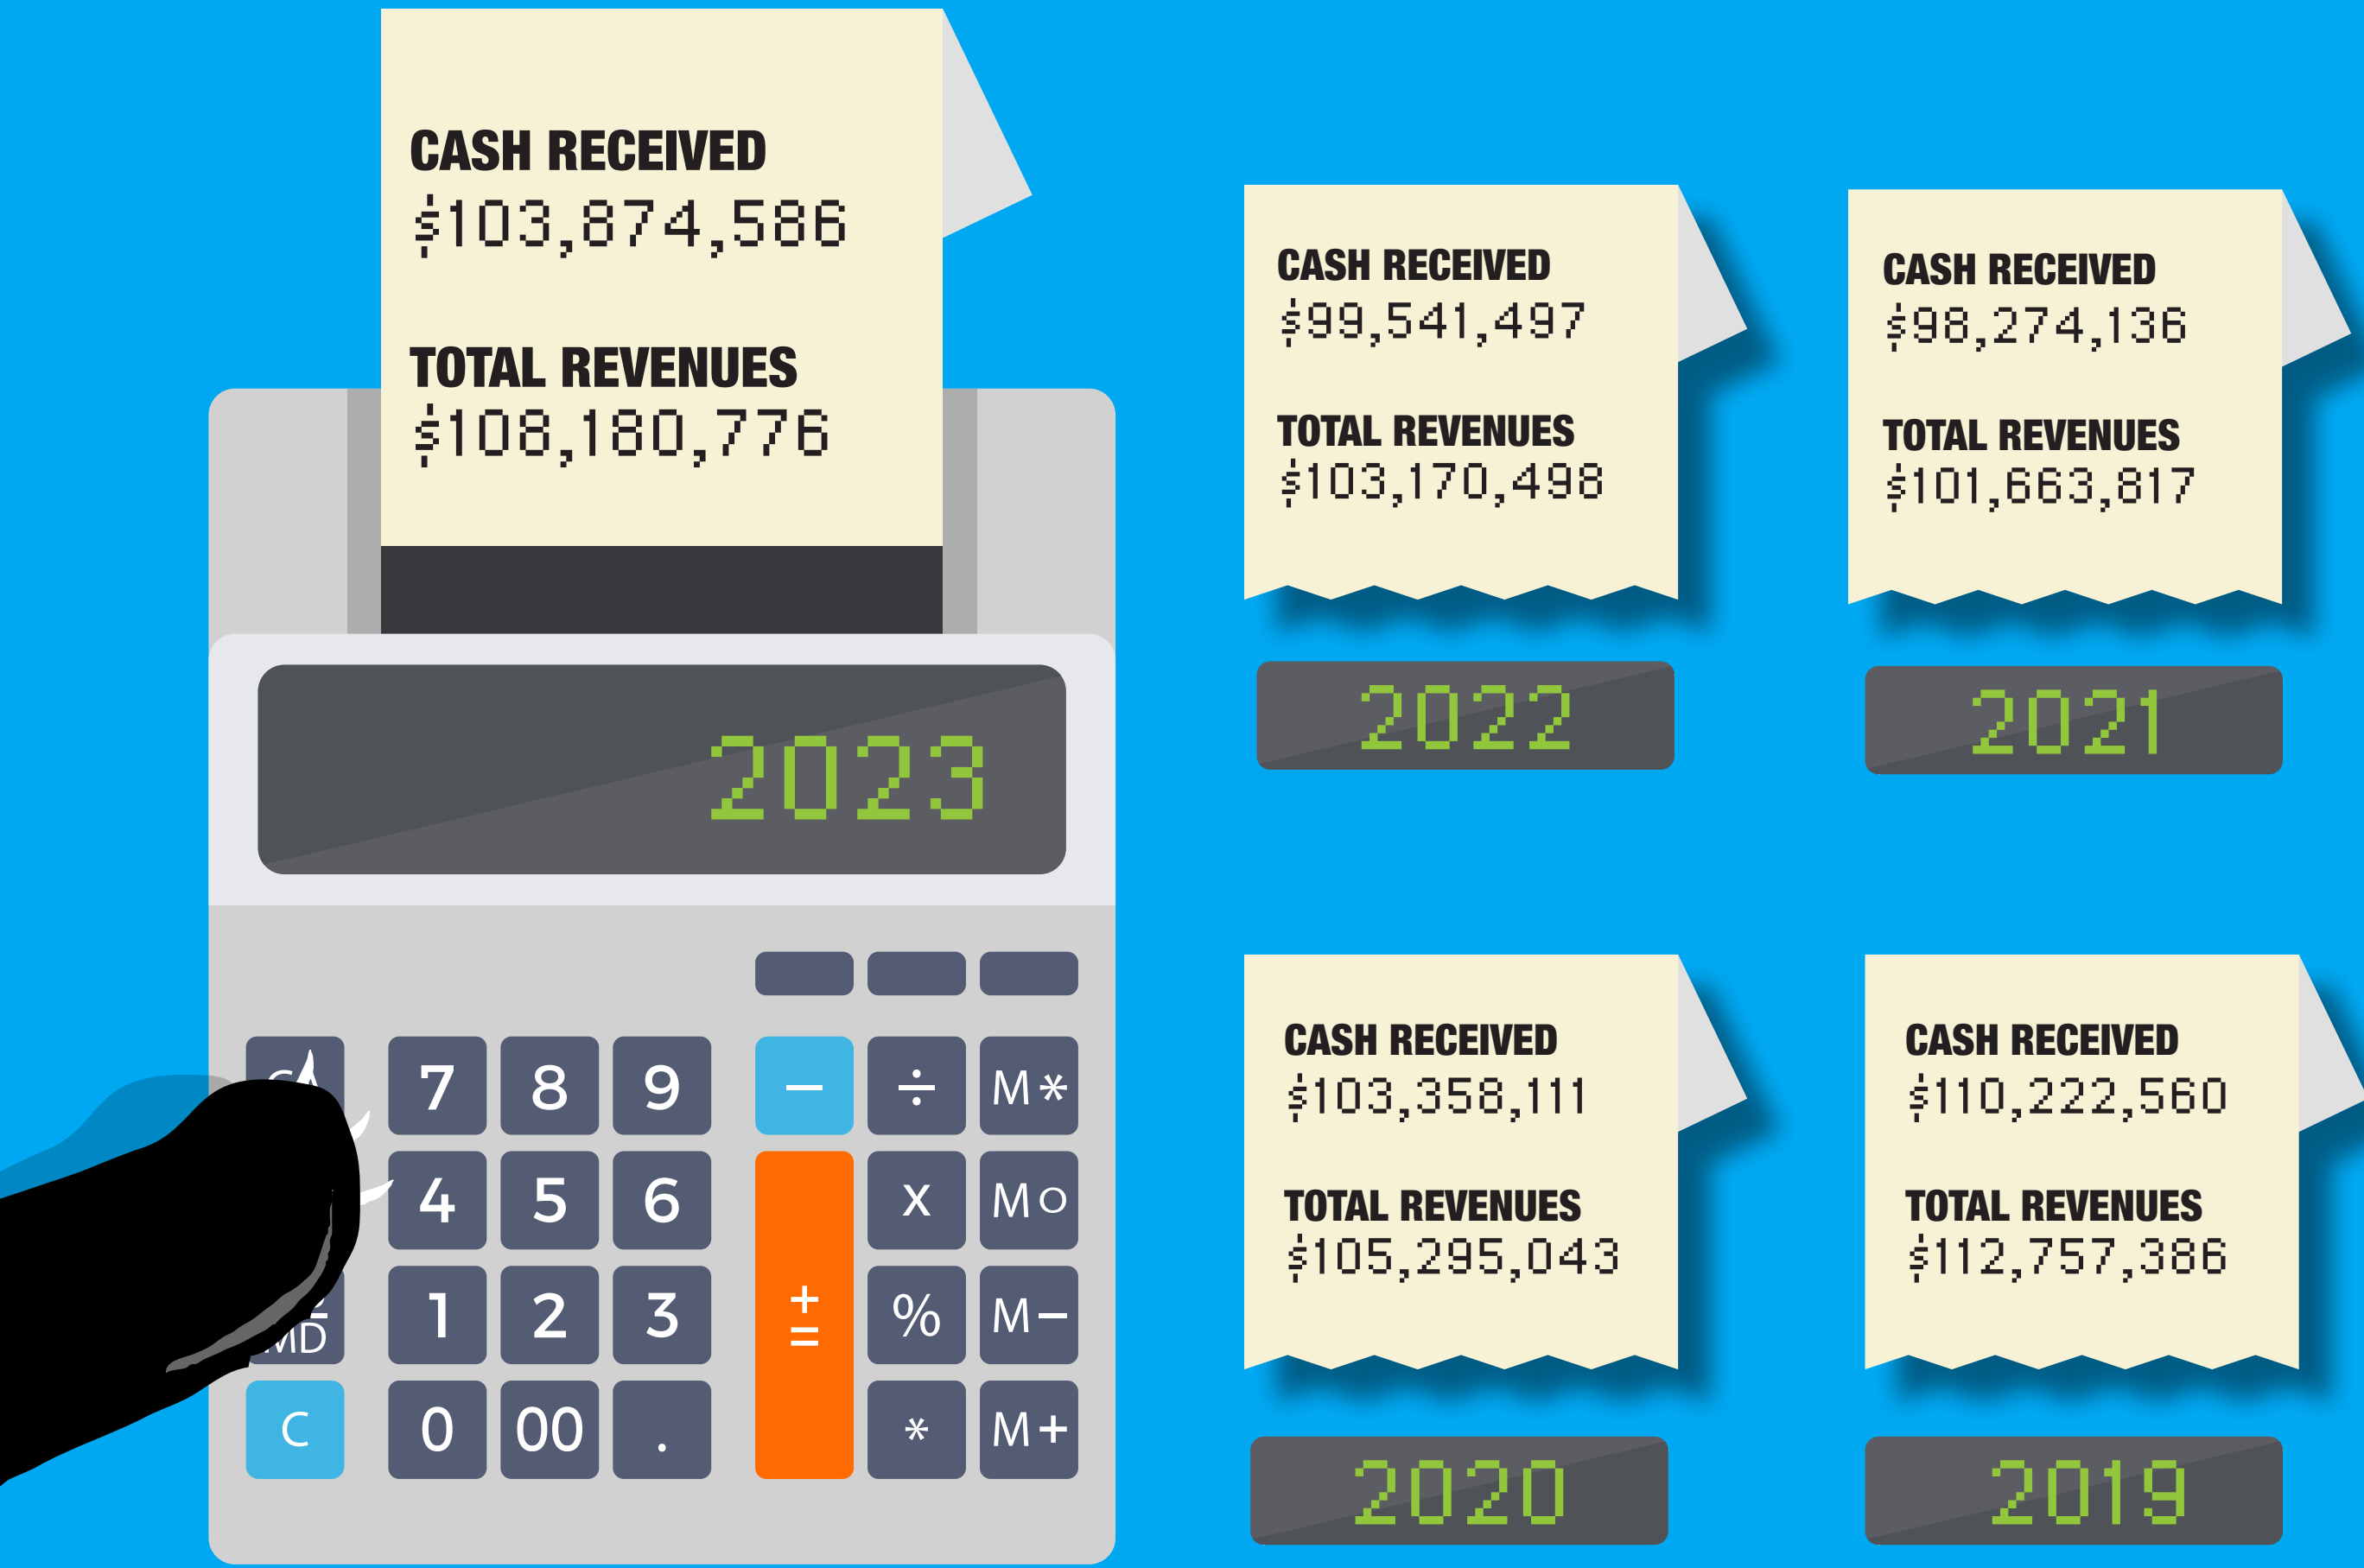 CASH RECEIVED
$103,874,586
TOTAL REVENUES
$108,180,776
2023
7 8 9 − ÷ M*
4 5 6 x M○
1 2 3 + = % M−
MD
C 0 00 . * M+
CASH RECEIVED
$99,541,497
TOTAL REVENUES
$103,170,498
2022
CASH RECEIVED
$98,274,136
TOTAL REVENUES
$101,663,817
2021
CASH RECEIVED
$103,358,111
TOTAL REVENUES
$105,295,043
2020
CASH RECEIVED
$110,222,560
TOTAL REVENUES
$112,757,386
2019